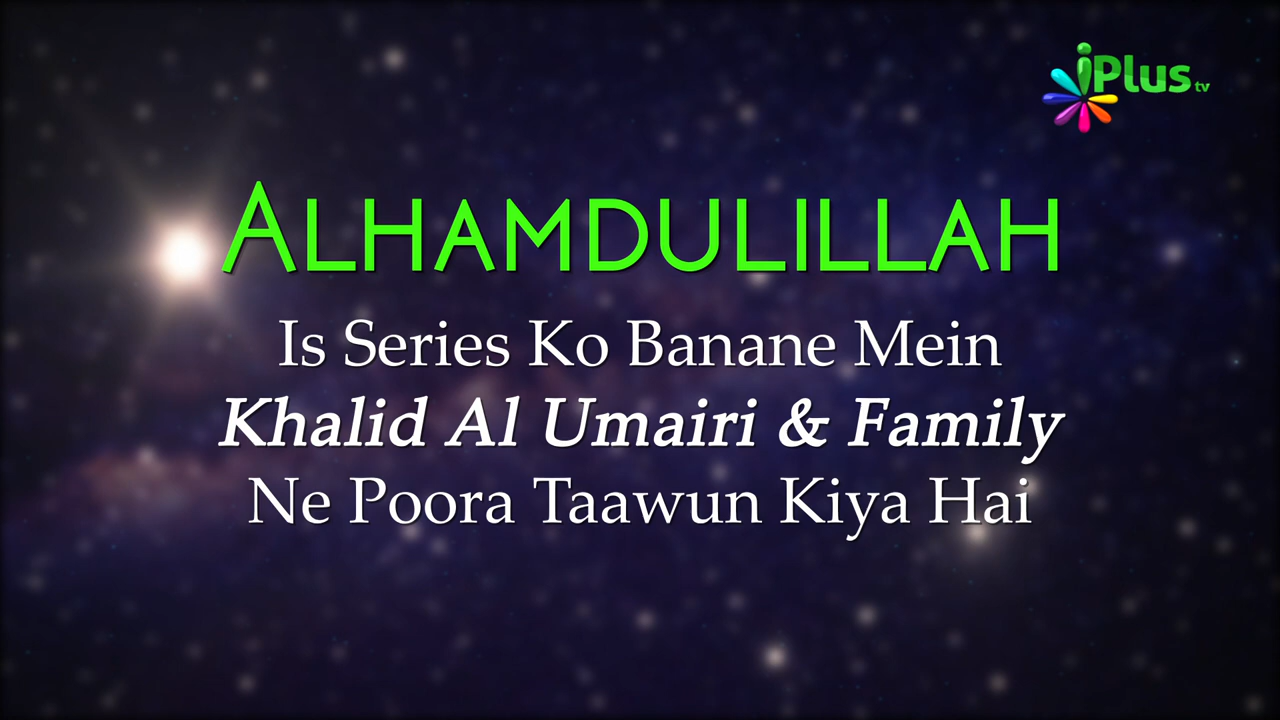 iPlus tv
ALHAMDULILLAH
Is Series Ko Banane Mein
Khalid Al Umairi & Family
Ne Poora Taawun Kiya Hai